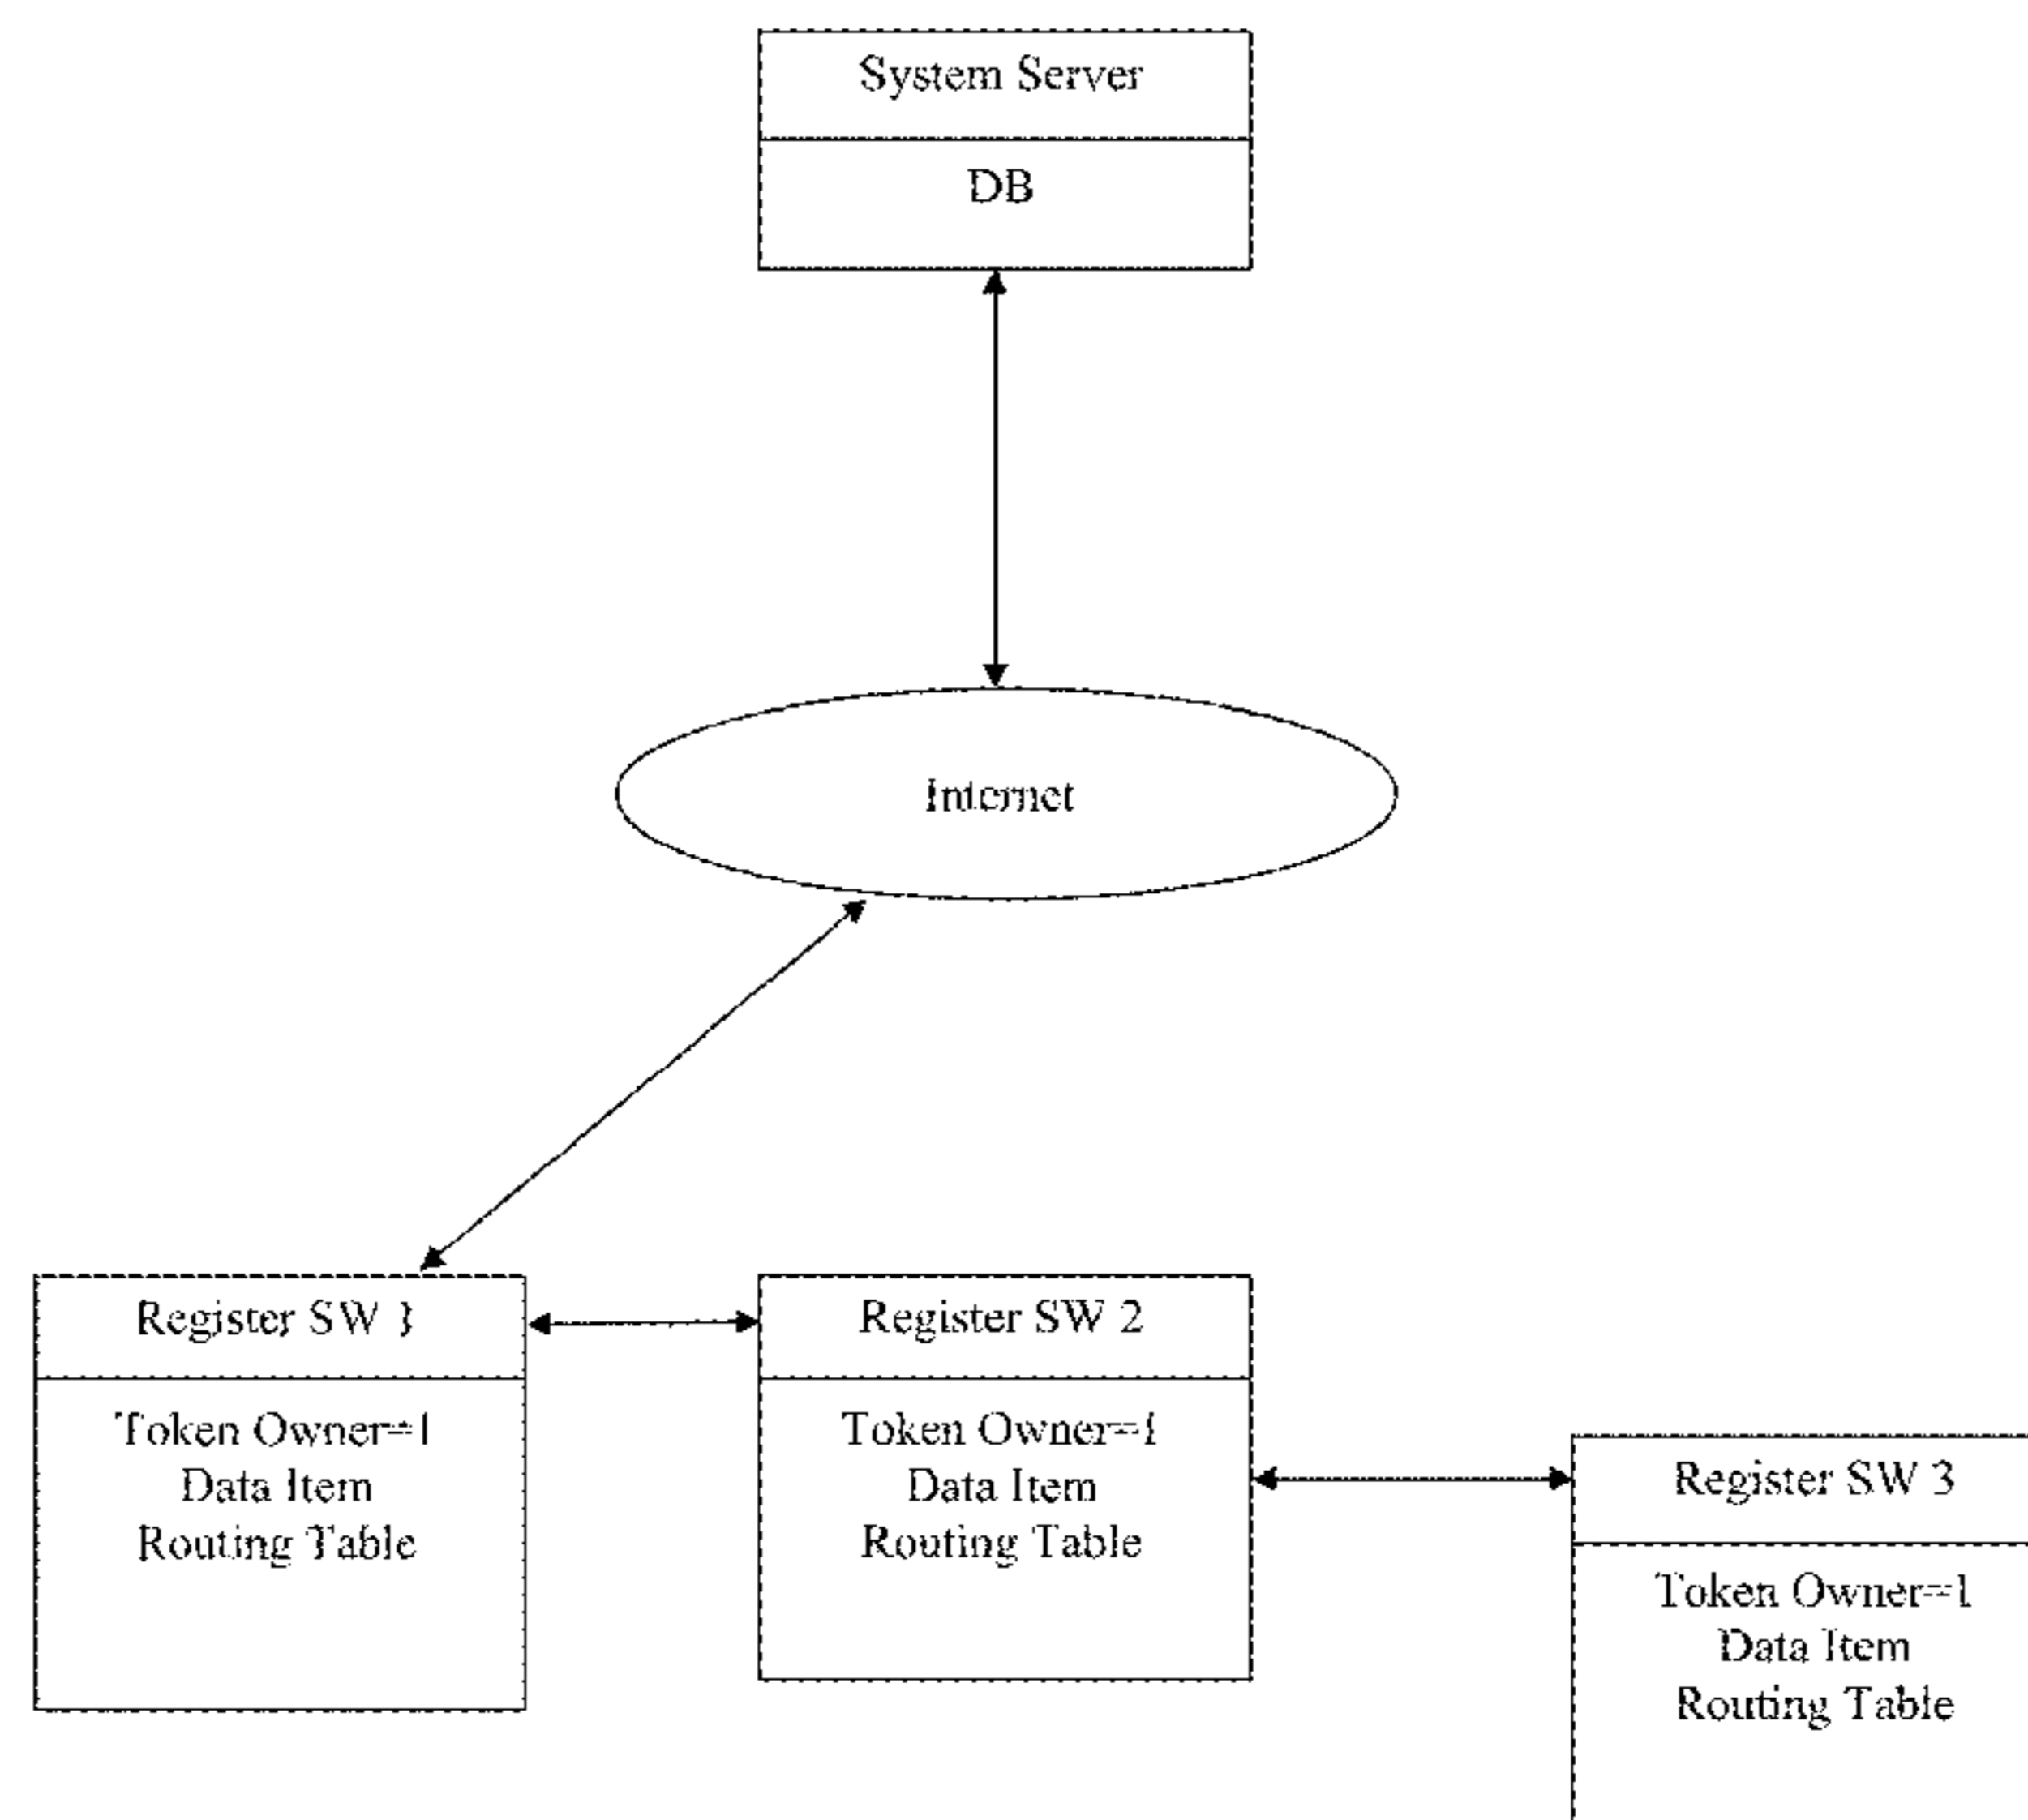 System Server
DB
Internet
Register SW 1
Register SW 2
Token Owner=1
Data Item
Routing Table
Token Owner=1
Data Item
Routing Table
Register SW 3
Token Owner=1
Data Item
Routing Table